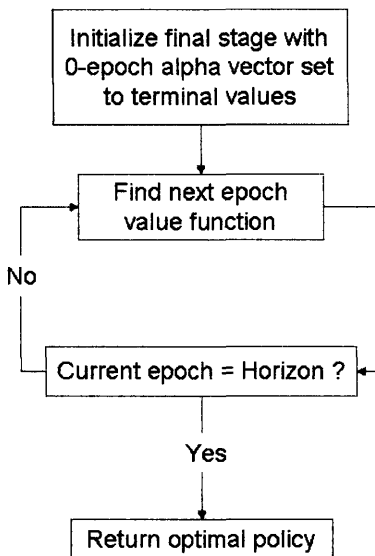 Initialize final stage with
0-epoch alpha vector set
to terminal values
Find next epoch
value function
No
Current epoch = Horizon ?
Yes
Return optimal policy